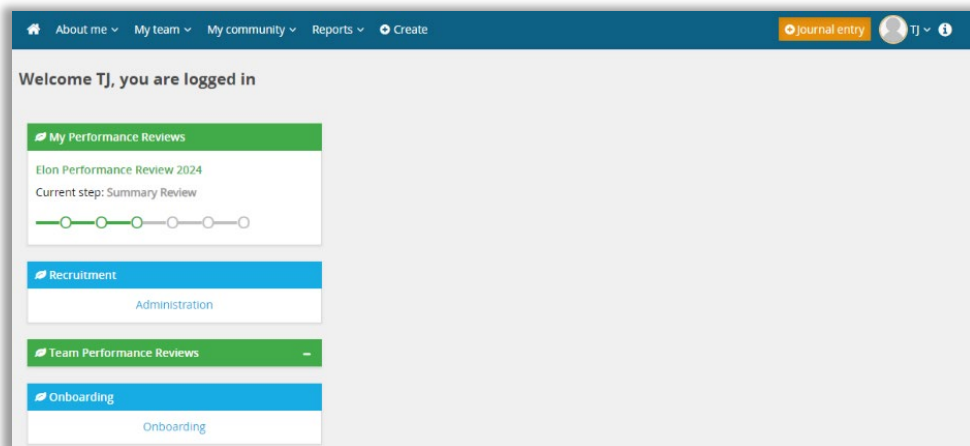 About me My team My community Reports Create Journal entry TJ
Welcome TJ, you are logged in
My Performance Reviews
Elon Performance Review 2024
Current step: Summary Review
Recruitment
Administration
Team Performance Reviews
Onboarding
Onboarding